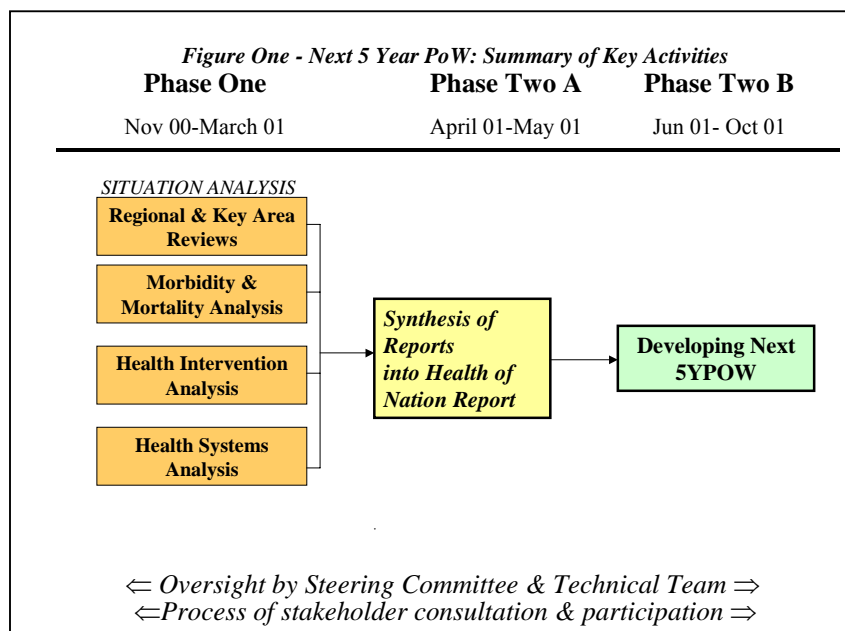 Figure One - Next 5 Year PoW: Summary of Key Activities
Phase One
Phase Two A
Phase Two B
Nov 00-March 01
April 01-May 01
Jun 01- Oct 01
SITUATION ANALYSIS
Regional & Key Area
Reviews
Morbidity &
Mortality Analysis
Health Intervention
Analysis
Health Systems
Analysis
Synthesis of
Reports
into Health of
Nation Report
Developing Next
5YPOW
⇐ Oversight by Steering Committee & Technical Team ⇒
⇐Process of stakeholder consultation & participation ⇒